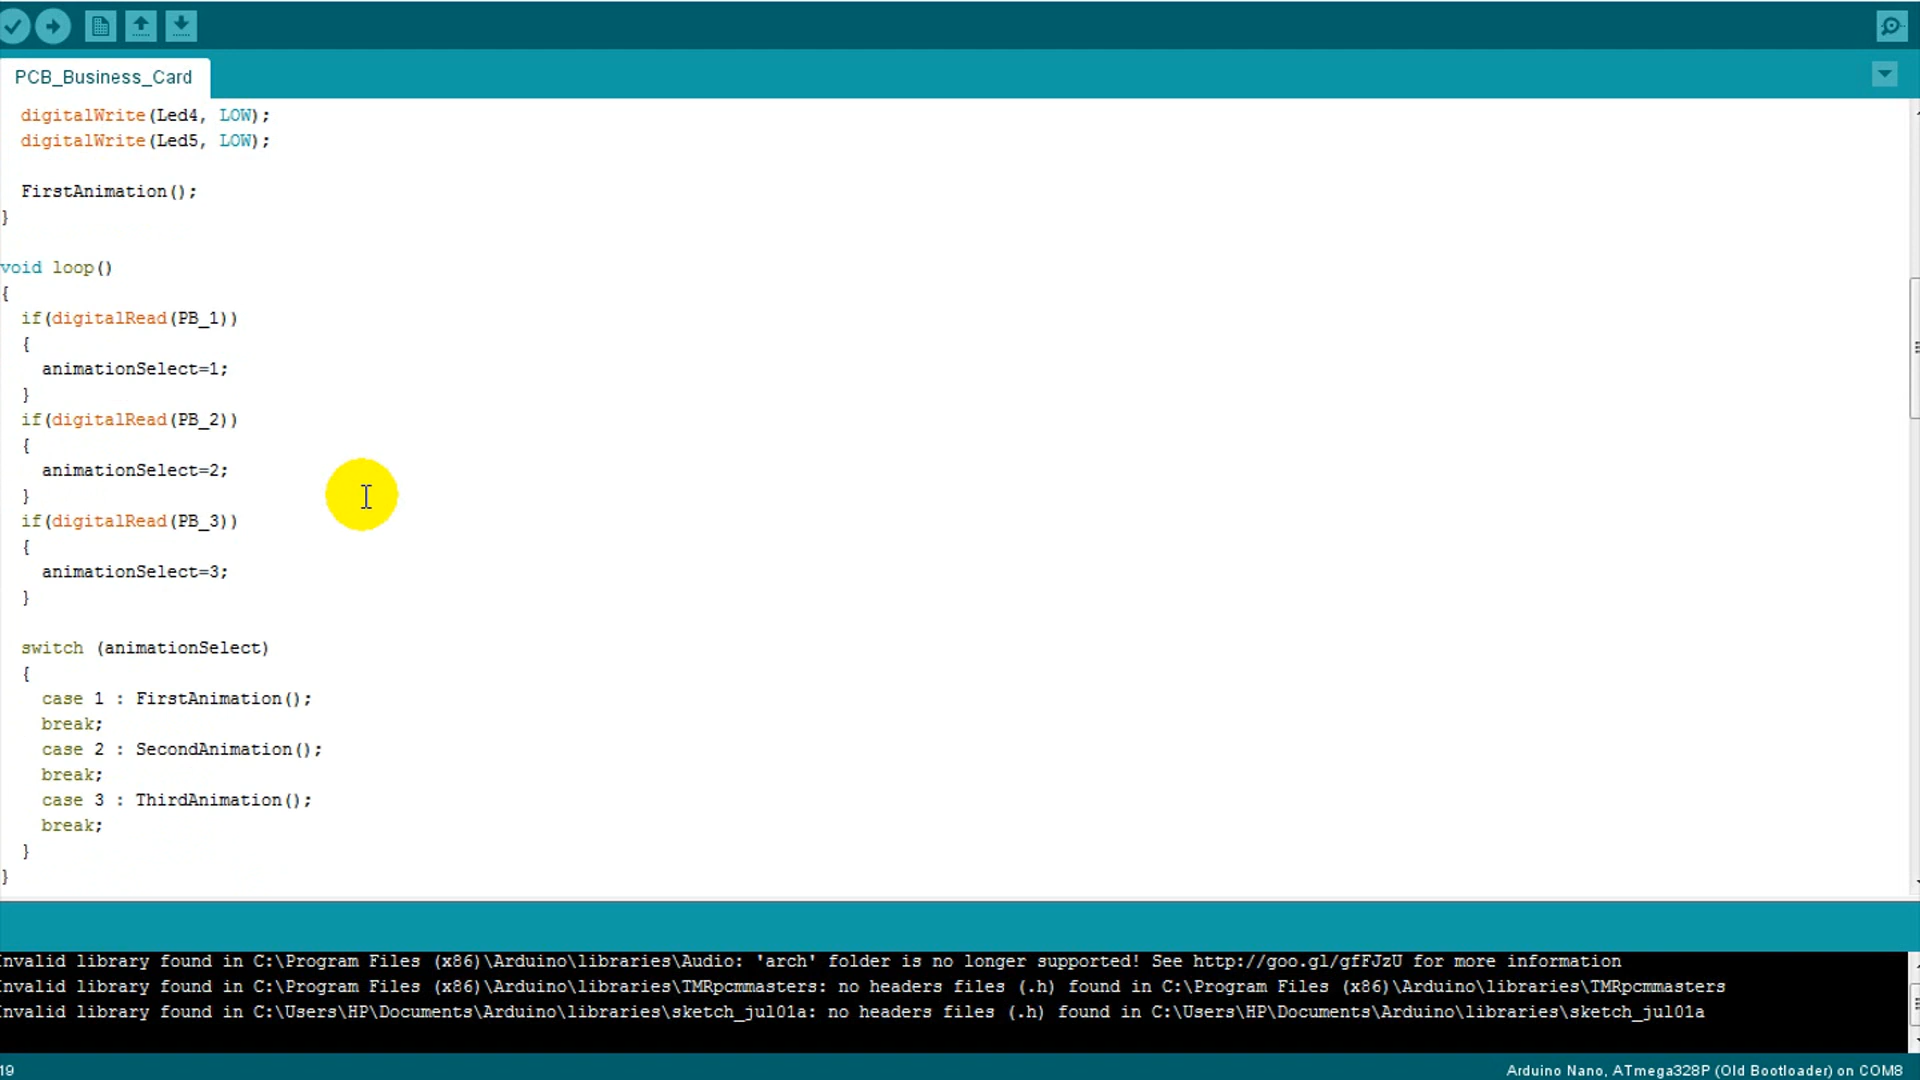 PCB_Business_Card
digitalWrite(Led4, LOW);
digitalWrite(Led5, LOW);
FirstAnimation();
}
void loop()
{
if(digitalRead(PB_1))
{
animationSelect=1;
}
if(digitalRead(PB_2))
{
animationSelect=2;
}
if(digitalRead(PB_3))
{
animationSelect=3;
}
switch (animationSelect)
{
case 1 : FirstAnimation();
break;
case 2 : SecondAnimation();
break;
case 3 : ThirdAnimation();
break;
}
}
Invalid library found in C:\Program Files (x86)\Arduino\libraries\Audio: 'arch' folder is no longer supported! See http://goo.gl/gfFJzU for more information
Invalid library found in C:\Program Files (x86)\Arduino\libraries\TMRpcmmasters: no headers files (.h) found in C:\Program Files (x86)\Arduino\libraries\TMRpcmmasters
Invalid library found in C:\Users\HP\Documents\Arduino\libraries\sketch_jul01a: no headers files (.h) found in C:\Users\HP\Documents\Arduino\libraries\sketch_jul01a
19
Arduino Nano, ATmega328P (Old Bootloader) on COM8